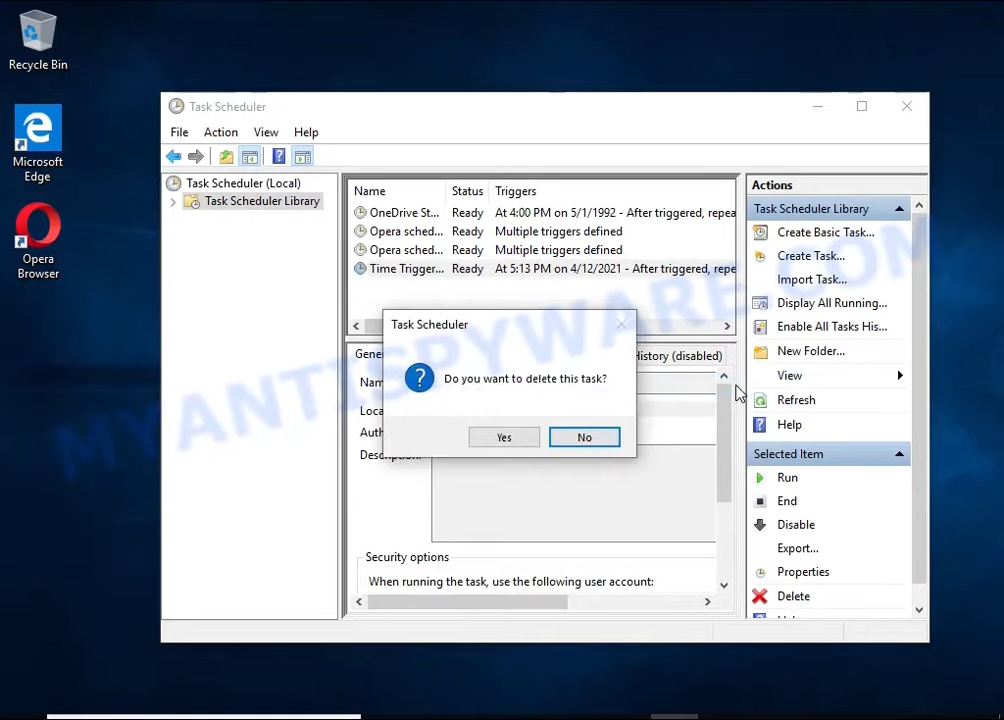 Recycle Bin
Microsoft
Edge
Opera
Browser
Task Scheduler
File Action View Help
Task Scheduler (Local)
Task Scheduler Library
Name Status Triggers
OneDrive St... Ready At 4:00 PM on 5/1/1992 - After triggered, repea
Opera sched... Ready Multiple triggers defined
Opera sched... Ready Multiple triggers defined
Time Trigger... Ready At 5:13 PM on 4/12/2021 - After triggered, repe
Gene
History (disabled)
Nam
Loca
Auth
Description:
Security options
When running the task, use the following user account:
Task Scheduler
Do you want to delete this task?
Yes No
Actions
Task Scheduler Library
Create Basic Task...
Create Task...
Import Task...
Display All Running...
Enable All Tasks His...
New Folder...
View
Refresh
Help
Selected Item
Run
End
Disable
Export...
Properties
Delete
MYANTISPYWARE.COM